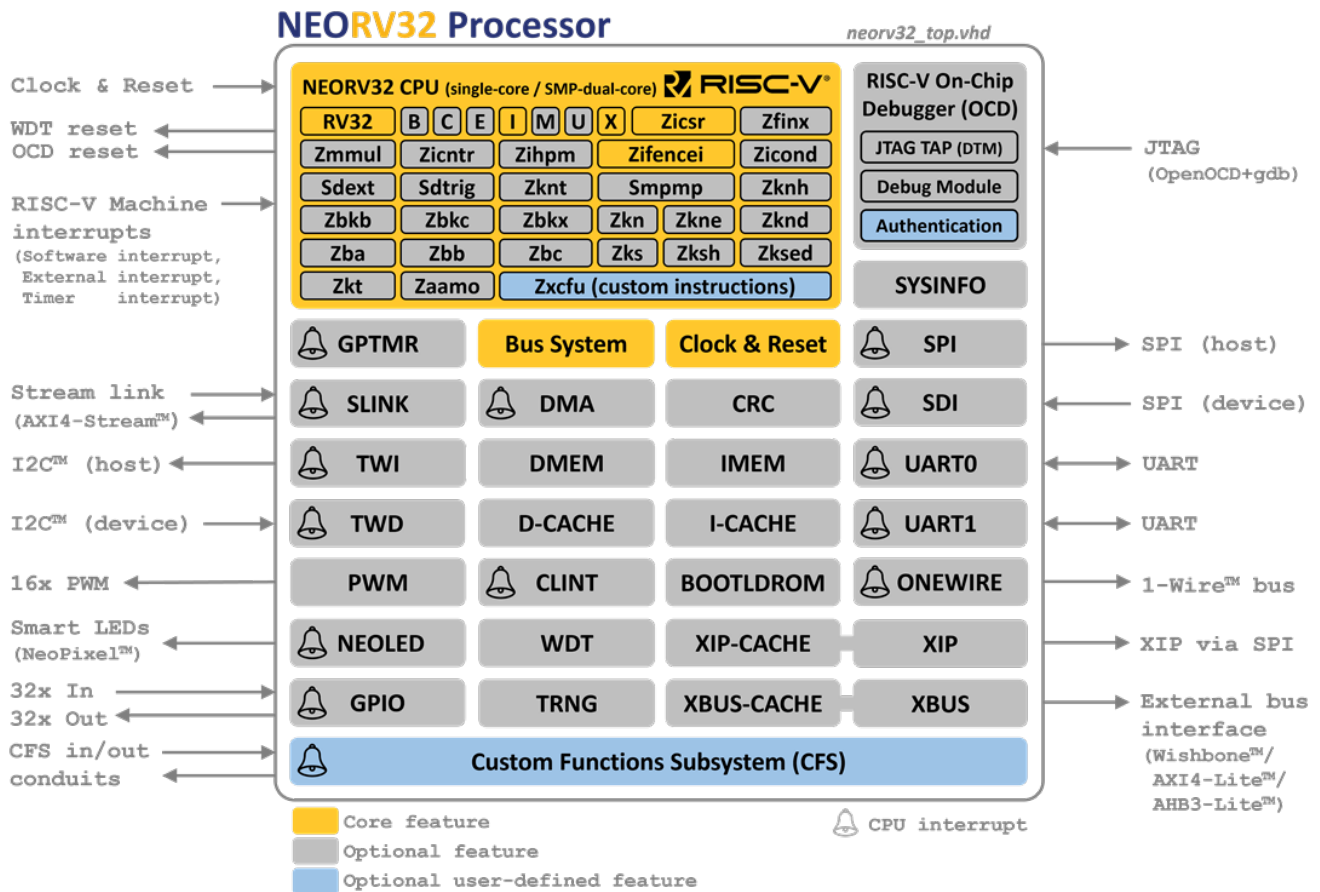 NEORV32 Processor
neorv32_top.vhd
Clock & Reset
WDT reset
OCD reset
RISC-V Machine
interrupts
(Software interrupt,
External interrupt,
Timer interrupt)
Stream link
(AXI4-Stream™)
I2C™ (host)
I2C™ (device)
16x PWM
Smart LEDs
(NeoPixel™)
32x In
32x Out
CFS in/out
conduits
NEORV32 CPU (single-core / SMP-dual-core) RISC-V®
RV32 B C E I M U X Zicsr Zfinx
Zmmul Zicntr Zihpm Zifencei Zicond
Sdext Sdtrig Zknt Smpmp Zknh
Zbkb Zbkc Zbkx Zkn Zkne Zknd
Zba Zbb Zbc Zks Zksh Zksed
Zkt Zaamo Zxcfu (custom instructions)
RISC-V On-Chip
Debugger (OCD)
JTAG TAP (DTM)
Debug Module
Authentication
SYSINFO
GPTMR Bus System Clock & Reset SPI
SLINK DMA CRC SDI
TWI DMEM IMEM UART0
TWD D-CACHE I-CACHE UART1
PWM CLINT BOOTLDROM ONEWIRE
NEOLED WDT XIP-CACHE XIP
GPIO TRNG XBUS-CACHE XBUS
Custom Functions Subsystem (CFS)
JTAG
(OpenOCD+gdb)
SPI (host)
SPI (device)
UART
UART
1-Wire™ bus
XIP via SPI
External bus
interface
(Wishbone™/
AXI4-Lite™/
AHB3-Lite™)
Core feature
Optional feature
Optional user-defined feature
CPU interrupt